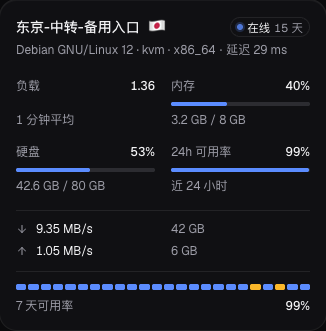 东京-中转-备用入口 🇯🇵 在线 15 天
Debian GNU/Linux 12 · kvm · x86_64 · 延迟 29 ms
负载 1.36 内存 40%
1 分钟平均 3.2 GB / 8 GB
硬盘 53% 24h 可用率 99%
42.6 GB / 80 GB 近 24 小时
↓ 9.35 MB/s 42 GB
↑ 1.05 MB/s 6 GB
7 天可用率 99%